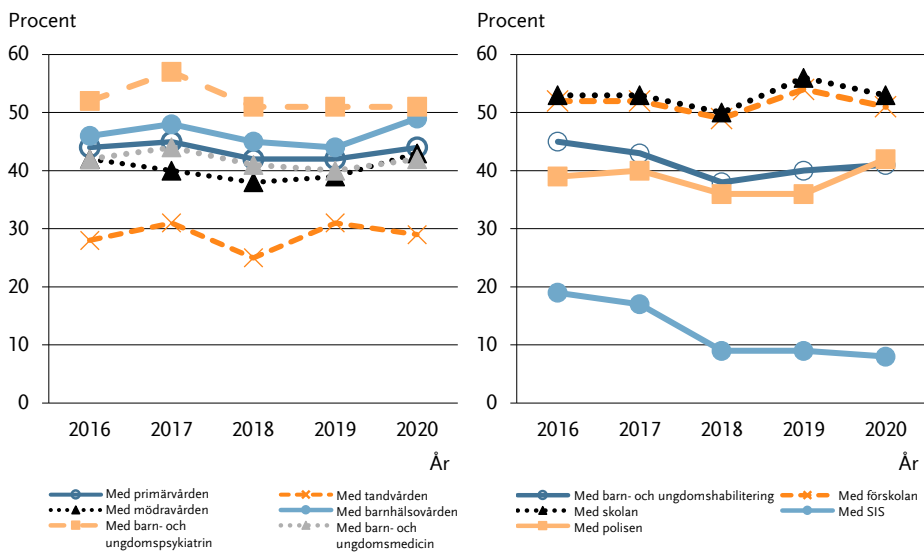 Procent
60
50
40
30
20
10
0
2016 2017 2018 2019 2020
År
Med primärvården
Med tandvården
Med mödravården
Med barnhälsovården
Med barn- och
ungdomspsykiatrin
Med barn- och
ungdomsmedicin
Procent
60
50
40
30
20
10
0
2016 2017 2018 2019 2020
År
Med barn- och ungdomshabilitering
Med förskolan
Med skolan
Med SIS
Med polisen